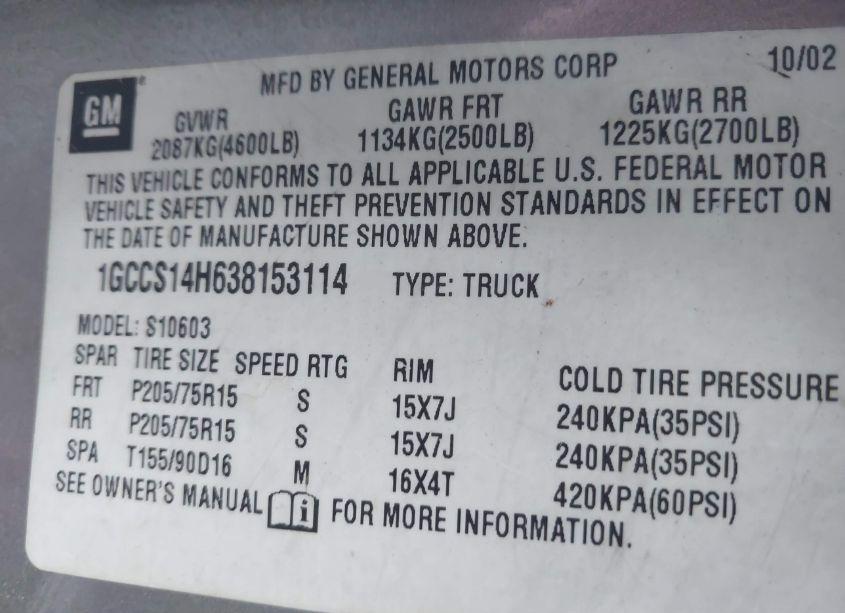 MFD BY GENERAL MOTORS CORP 10/02
GM
GVWR GAWR FRT GAWR RR
2087KG(4600LB) 1134KG(2500LB) 1225KG(2700LB)
THIS VEHICLE CONFORMS TO ALL APPLICABLE U.S. FEDERAL MOTOR
VEHICLE SAFETY AND THEFT PREVENTION STANDARDS IN EFFECT ON
THE DATE OF MANUFACTURE SHOWN ABOVE.
1GCCS14H638153114 TYPE: TRUCK
MODEL: S10603
SPAR TIRE SIZE SPEED RTG RIM COLD TIRE PRESSURE
FRT P205/75R15 S 15X7J 240KPA(35PSI)
RR P205/75R15 S 15X7J 240KPA(35PSI)
SPA T155/90D16 M 16X4T 420KPA(60PSI)
SEE OWNER'S MANUAL i FOR MORE INFORMATION.